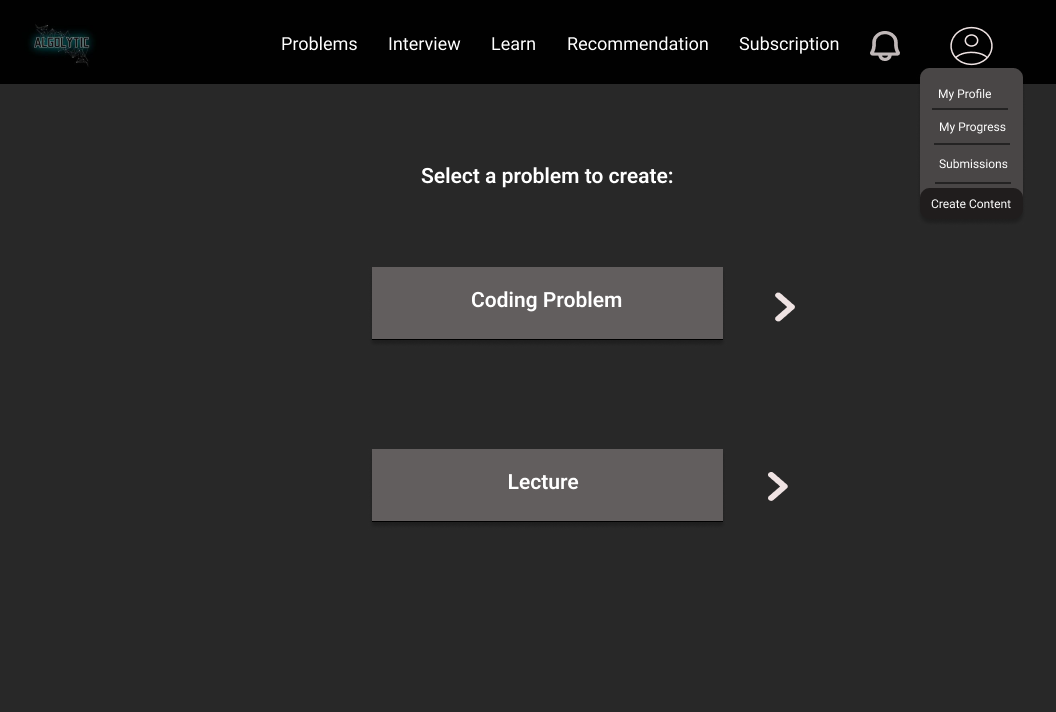 ALGOLYTIC
Problems Interview Learn Recommendation Subscription
My Profile
My Progress
Submissions
Create Content
Select a problem to create:
Coding Problem
Lecture